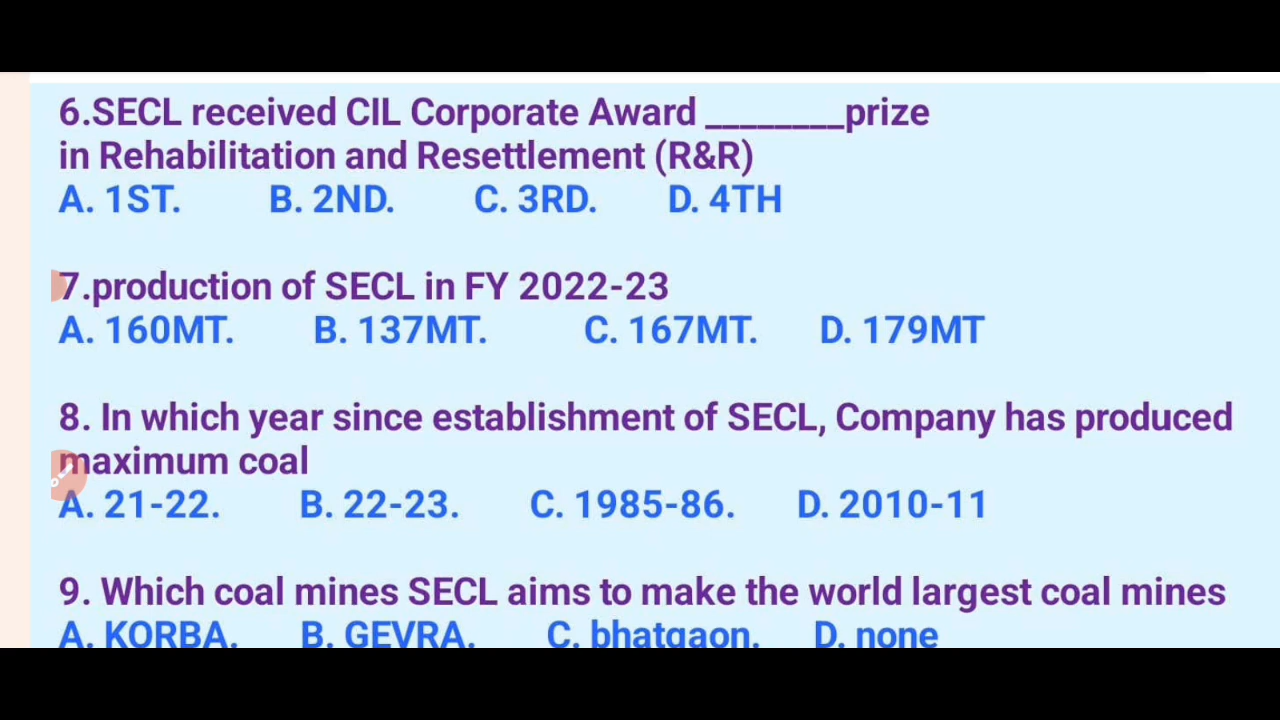 6.SECL received CIL Corporate Award _______prize
in Rehabilitation and Resettlement (R&R)
A. 1ST. B. 2ND. C. 3RD. D. 4TH
7.production of SECL in FY 2022-23
A. 160MT. B. 137MT. C. 167MT. D. 179MT
8. In which year since establishment of SECL, Company has produced
maximum coal
A. 21-22. B. 22-23. C. 1985-86. D. 2010-11
9. Which coal mines SECL aims to make the world largest coal mines
A. KORBA. B. GEVRA. C. bhatgaon. D. none